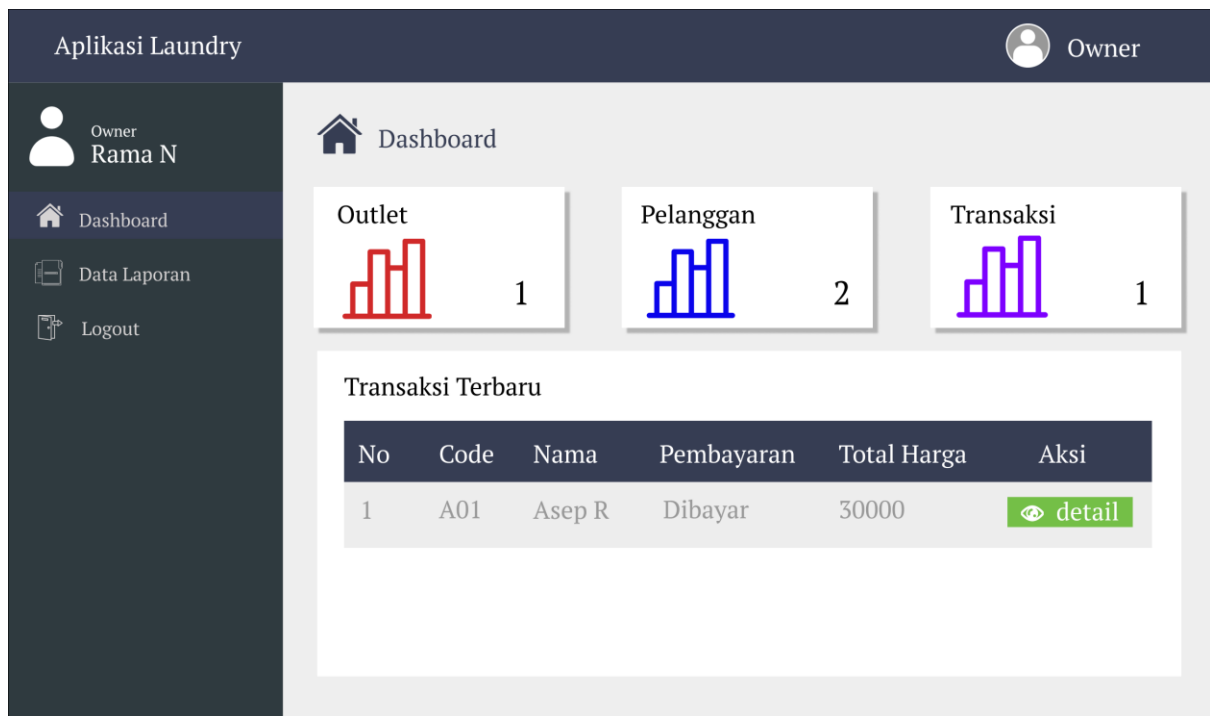 Aplikasi Laundry
Owner
Owner
Rama N
Dashboard
Data Laporan
Logout
Dashboard
Outlet
1
Pelanggan
2
Transaksi
1
Transaksi Terbaru
No Code Nama Pembayaran Total Harga Aksi
1 A01 Asep R Dibayar 30000 detail